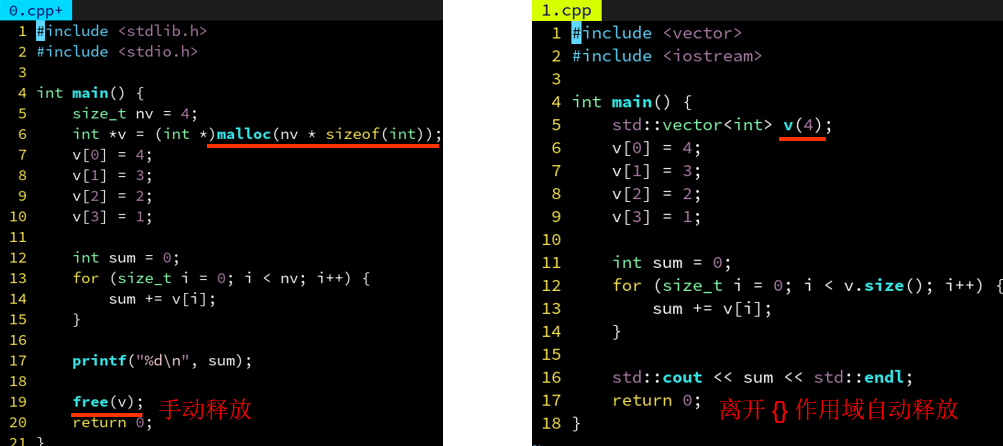 0.cpp+
1 #include <stdlib.h>
2 #include <stdio.h>
3
4 int main() {
5     size_t nv = 4;
6     int *v = (int *)malloc(nv * sizeof(int));
7     v[0] = 4;
8     v[1] = 3;
9     v[2] = 2;
10     v[3] = 1;
11
12     int sum = 0;
13     for (size_t i = 0; i < nv; i++) {
14         sum += v[i];
15     }
16
17     printf("%d\n", sum);
18
19     free(v); 手动释放
20     return 0;
21 }
1.cpp
1 #include <vector>
2 #include <iostream>
3
4 int main() {
5     std::vector<int> v(4);
6     v[0] = 4;
7     v[1] = 3;
8     v[2] = 2;
9     v[3] = 1;
10
11     int sum = 0;
12     for (size_t i = 0; i < v.size(); i++) {
13         sum += v[i];
14     }
15
16     std::cout << sum << std::endl;
17     return 0; 离开 {} 作用域自动释放
18 }